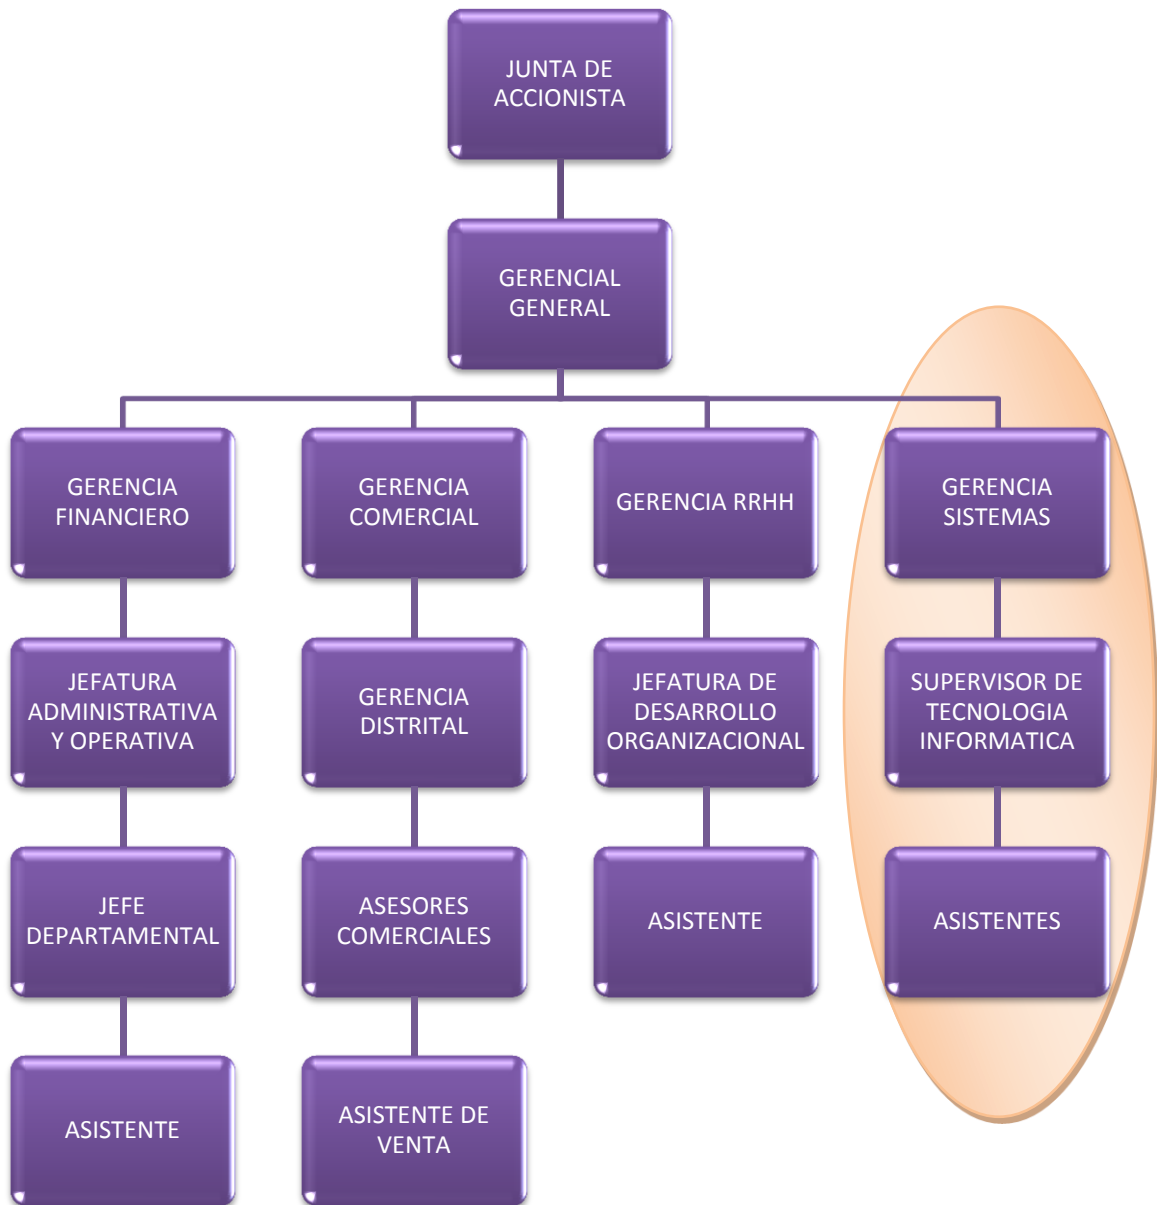 JUNTA DE
ACCIONISTA
GERENCIAL
GENERAL
GERENCIA
FINANCIERO
GERENCIA
COMERCIAL
GERENCIA RRHH
GERENCIA
SISTEMAS
JEFATURA
ADMINISTRATIVA
Y OPERATIVA
GERENCIA
DISTRITAL
JEFATURA DE
DESARROLLO
ORGANIZACIONAL
SUPERVISOR DE
TECNOLOGIA
INFORMATICA
JEFE
DEPARTAMENTAL
ASESORES
COMERCIALES
ASISTENTE
ASISTENTES
ASISTENTE
ASISTENTE DE
VENTA